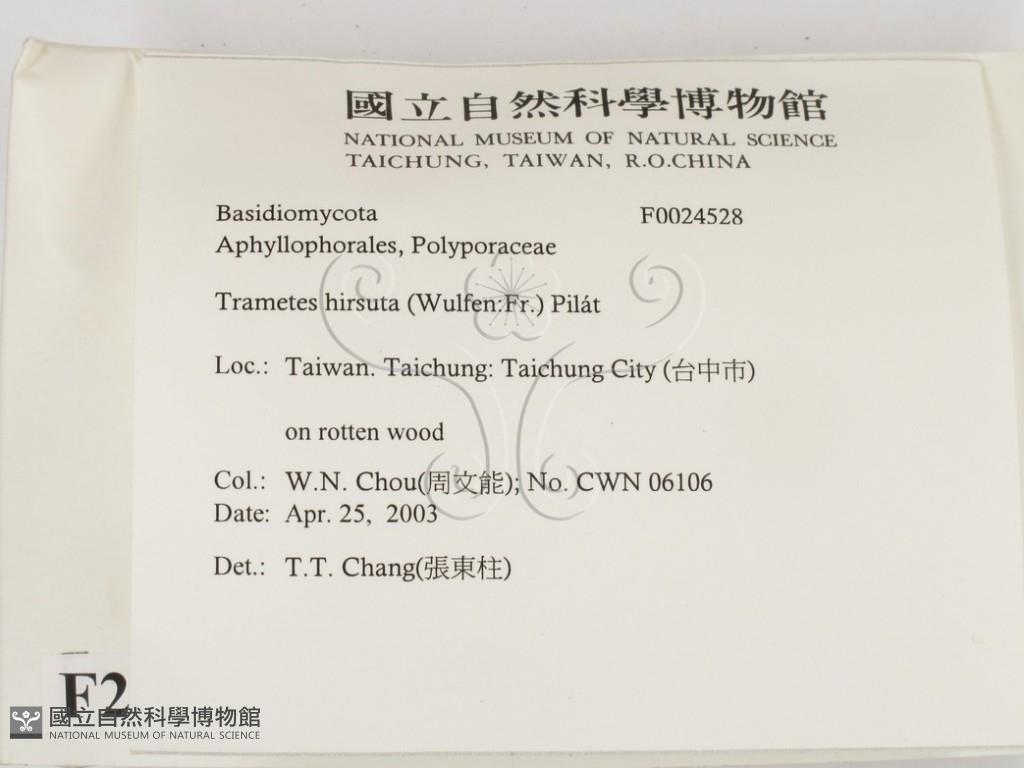 國立自然科學博物館
NATIONAL MUSEUM OF NATURAL SCIENCE
TAICHUNG, TAIWAN, R.O.CHINA
Basidiomycota F0024528
Aphyllophorales, Polyporaceae
Trametes hirsuta (Wulfen:Fr.) Pilát
Loc.: Taiwan. Taichung: Taichung City (台中市)
on rotten wood
Col.: W.N. Chou(周文能); No. CWN 06106
Date: Apr. 25, 2003
Det.: T.T. Chang(張東柱)
F2
國立自然科學博物館
NATIONAL MUSEUM OF NATURAL SCIENCE